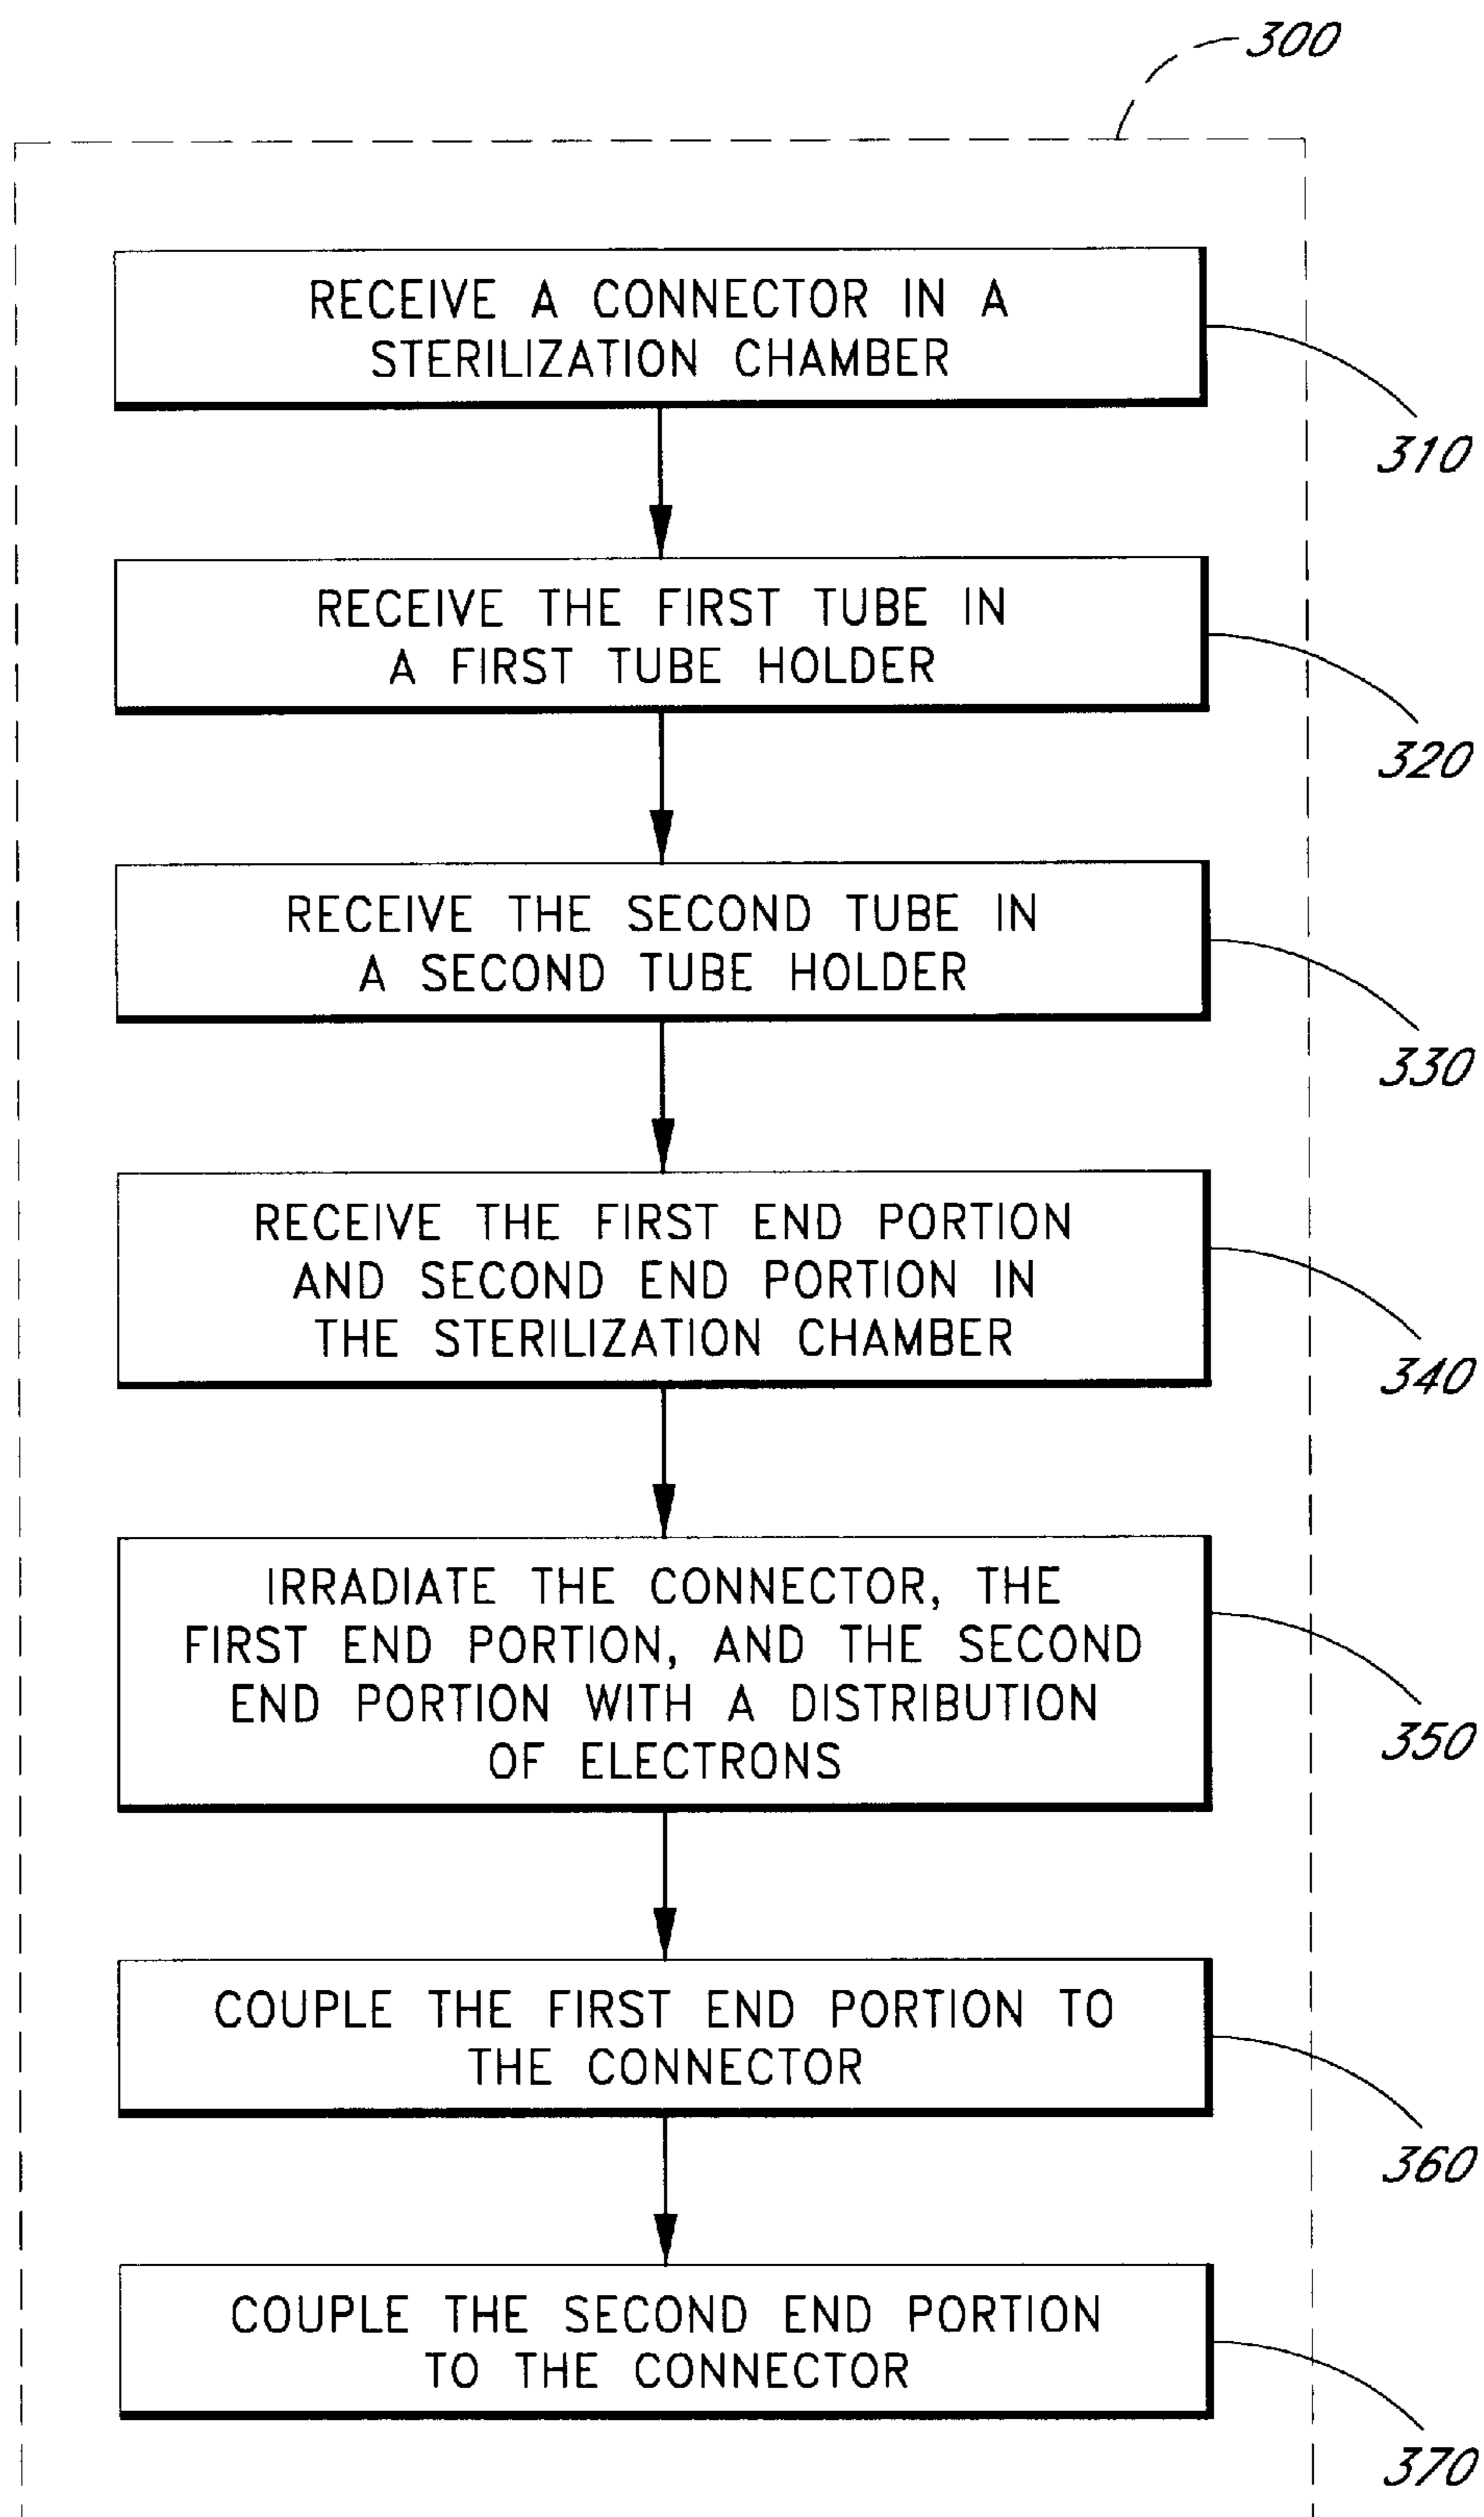 300
RECEIVE A CONNECTOR IN A
STERILIZATION CHAMBER
310
RECEIVE THE FIRST TUBE IN
A FIRST TUBE HOLDER
320
RECEIVE THE SECOND TUBE IN
A SECOND TUBE HOLDER
330
RECEIVE THE FIRST END PORTION
AND SECOND END PORTION IN
THE STERILIZATION CHAMBER
340
IRRADIATE THE CONNECTOR, THE
FIRST END PORTION, AND THE SECOND
END PORTION WITH A DISTRIBUTION
OF ELECTRONS
350
COUPLE THE FIRST END PORTION TO
THE CONNECTOR
360
COUPLE THE SECOND END PORTION
TO THE CONNECTOR
370